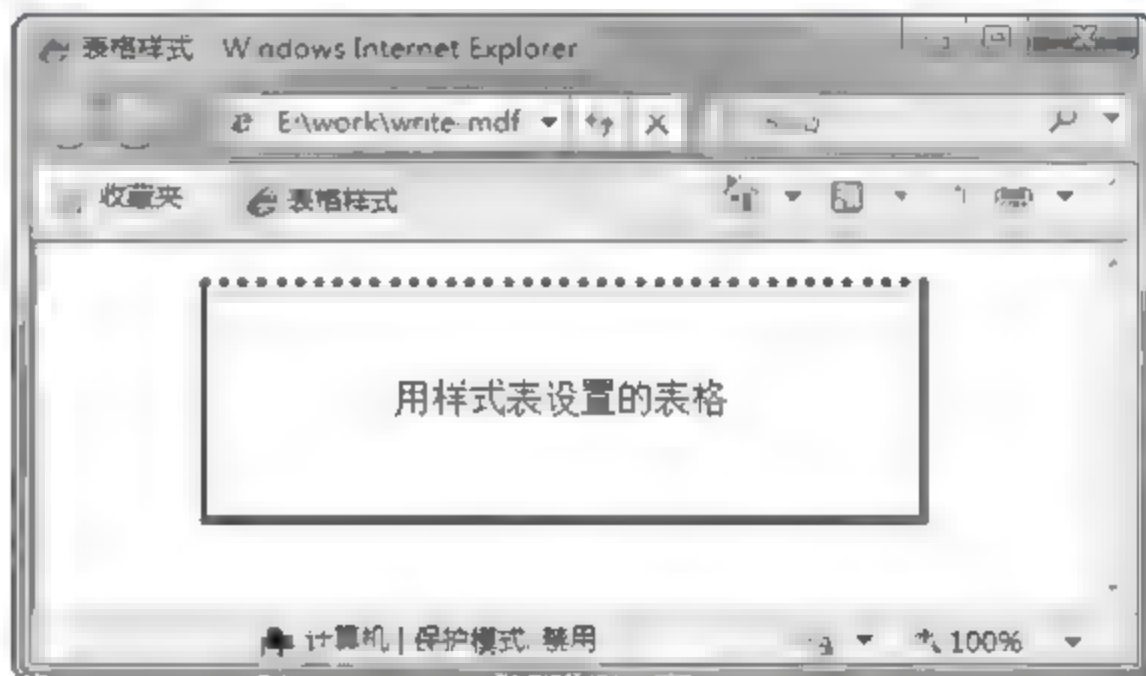 表格样式 Windows Internet Explorer
E:\work\write-mdf
收藏夹 表格样式
用样式表设置的表格
计算机 | 保护模式: 禁用 100%